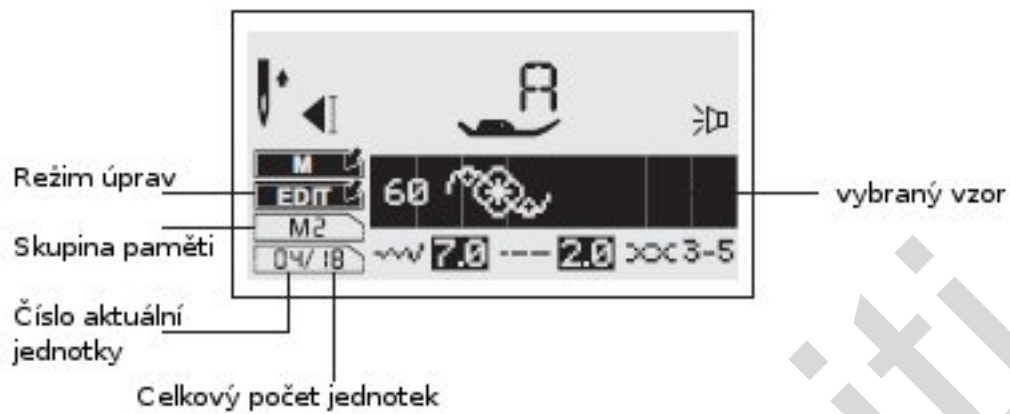 A
M
Režim úprav
EDIT
60
vybraný vzor
Skupina paměti
M2
04/18
7.0
2.0
3-5
Číslo aktuální
jednotky
Celkový počet jednotek